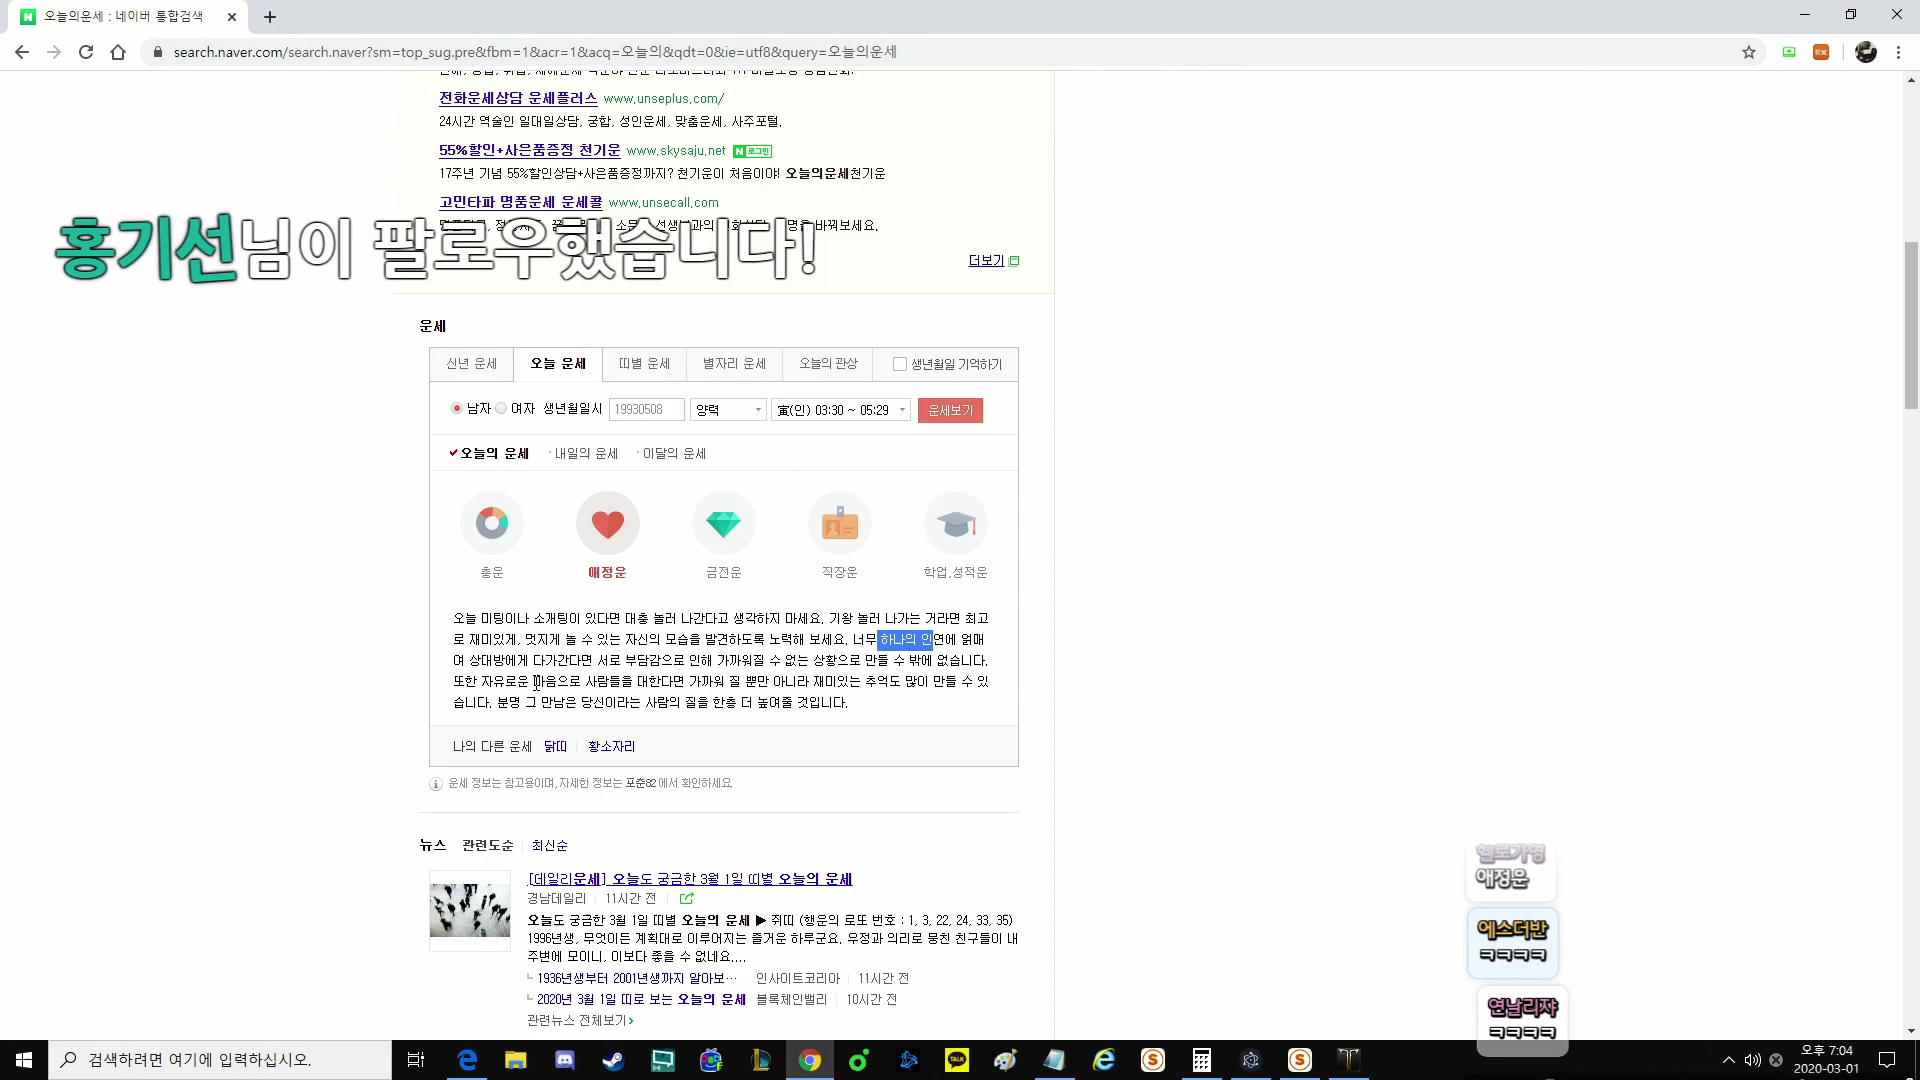 오늘의운세 : 네이버 통합검색
search.naver.com/search.naver?sm=top_sug.pre&fbm=1&acr=1&acq=오늘의&qdt=0&ie=utf8&query=오늘의운세
전화운세상담 운세플러스 www.unseplus.com/
24시간 역술인 일대일상담, 궁합, 성인운세, 맞춤운세, 사주포털.
55%할인+사은품증정 천기운 www.skysaju.net N 로그인
17주년 기념 55%할인상담+사은품증정까지? 천기운이 처음이야! 오늘의운세천기운
고민타파 명품운세 운세콜 www.unsecall.com
바꿔보세요.
홍기선님이 팔로우했습니다!
더보기
운세
신년 운세 오늘 운세 띠별 운세 별자리 운세 오늘의 관상 생년월일 기억하기
남자 여자 생년월일시 19930508 양력 寅(인) 03:30 ~ 05:29 운세보기
오늘의 운세 내일의 운세 이달의 운세
총운 애정운 금전운 직장운 학업,성적운
오늘 미팅이나 소개팅이 있다면 대충 놀러 나간다고 생각하지 마세요. 기왕 놀러 나가는 거라면 최고
로 재미있게, 멋지게 놀 수 있는 자신의 모습을 발견하도록 노력해 보세요. 너무 하나의 인연에 얽매
여 상대방에게 다가간다면 서로 부담감으로 인해 가까워질 수 없는 상황으로 만들 수 밖에 없습니다.
또한 자유로운 마음으로 사람들을 대한다면 가까워 질 뿐만 아니라 재미있는 추억도 많이 만들 수 있
습니다. 분명 그 만남은 당신이라는 사람의 질을 한층 더 높여줄 것입니다.
나의 다른 운세 닭띠 황소자리
운세 정보는 참고용이며, 자세한 정보는 포춘82 에서 확인하세요.
뉴스 관련도순 최신순
[데일리운세] 오늘도 궁금한 3월 1일 띠별 오늘의 운세
경남데일리 11시간 전
오늘도 궁금한 3월 1일 띠별 오늘의 운세 ▶ 쥐띠 (행운의 로또 번호 : 1, 3, 22, 24, 33, 35)
1996년생, 무엇이든 계획대로 이루어지는 즐거운 하루군요. 우정과 의리로 뭉친 친구들이 내
주변에 모이니, 이보다 좋을 수 없네요....
1936년생부터 2001년생까지 알아보… 인사이트코리아 11시간 전
2020년 3월 1일 띠로 보는 오늘의 운세 블록체인밸리 10시간 전
관련뉴스 전체보기
헬로가영
애정운
에스더반
ㅋㅋㅋㅋ
연날리쟈
ㅋㅋㅋㅋ
검색하려면 여기에 입력하십시오.
TALK
오후 7:04
2020-03-01